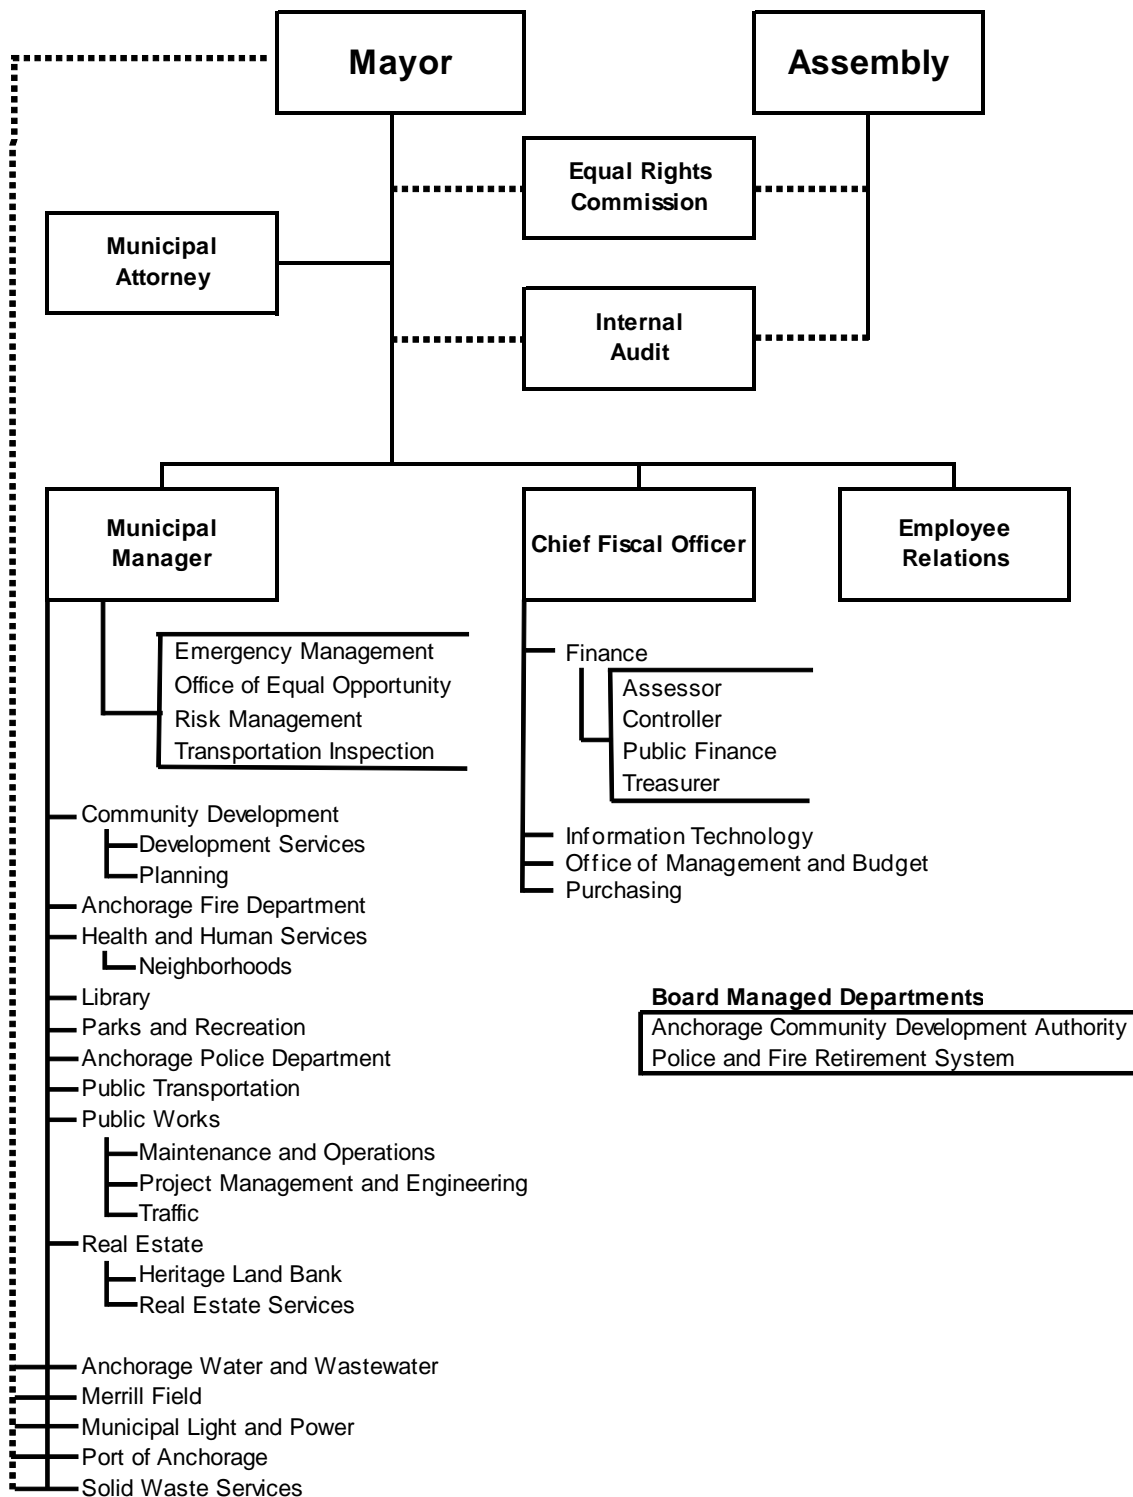 Mayor
Assembly
Equal Rights
Commission
Municipal
Attorney
Internal
Audit
Municipal
Manager
Chief Fiscal Officer
Employee
Relations
Emergency Management
Office of Equal Opportunity
Risk Management
Transportation Inspection
Finance
Assessor
Controller
Public Finance
Treasurer
Community Development
Development Services
Planning
Anchorage Fire Department
Health and Human Services
Neighborhoods
Library
Parks and Recreation
Anchorage Police Department
Public Transportation
Public Works
Maintenance and Operations
Project Management and Engineering
Traffic
Real Estate
Heritage Land Bank
Real Estate Services
Anchorage Water and Wastewater
Merrill Field
Municipal Light and Power
Port of Anchorage
Solid Waste Services
Information Technology
Office of Management and Budget
Purchasing
Board Managed Departments
Anchorage Community Development Authority
Police and Fire Retirement System